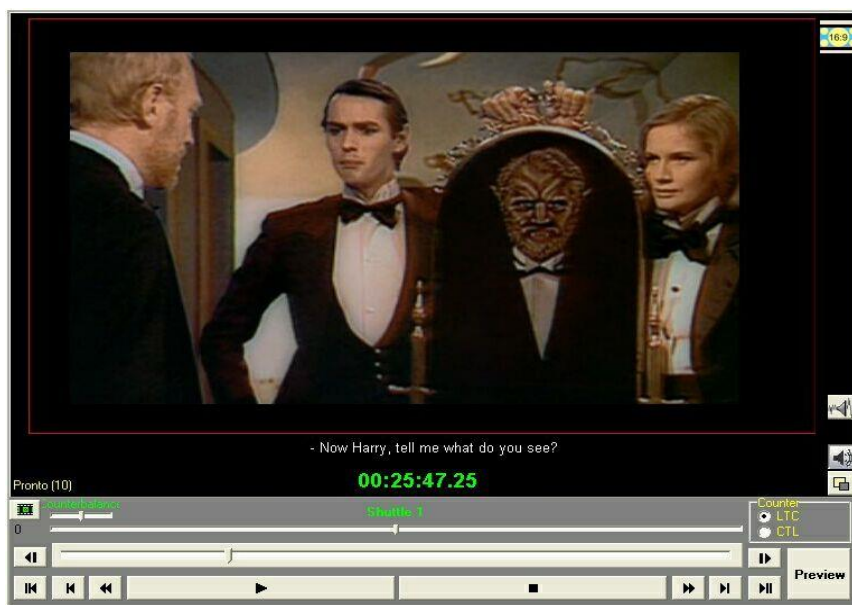 16:9
- Now Harry, tell me what do you see?
Pronto (10)
00:25:47.25
Counterbalance
Shuttle 1
Counter
LTC
CTL
0
Preview